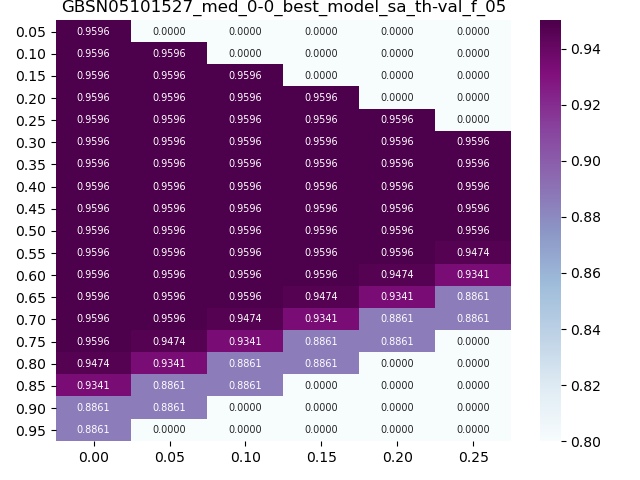 GBSN05101527_med_0-0_best_model_sa_th-val_f_05
0.05 0.9596 0.0000 0.0000 0.0000 0.0000 0.0000
0.10 0.9596 0.9596 0.0000 0.0000 0.0000 0.0000
0.15 0.9596 0.9596 0.9596 0.0000 0.0000 0.0000
0.20 0.9596 0.9596 0.9596 0.9596 0.0000 0.0000
0.25 0.9596 0.9596 0.9596 0.9596 0.9596 0.0000
0.30 0.9596 0.9596 0.9596 0.9596 0.9596 0.9596
0.35 0.9596 0.9596 0.9596 0.9596 0.9596 0.9596
0.40 0.9596 0.9596 0.9596 0.9596 0.9596 0.9596
0.45 0.9596 0.9596 0.9596 0.9596 0.9596 0.9596
0.50 0.9596 0.9596 0.9596 0.9596 0.9596 0.9596
0.55 0.9596 0.9596 0.9596 0.9596 0.9596 0.9474
0.60 0.9596 0.9596 0.9596 0.9596 0.9474 0.9341
0.65 0.9596 0.9596 0.9596 0.9474 0.9341 0.8861
0.70 0.9596 0.9596 0.9474 0.9341 0.8861 0.8861
0.75 0.9596 0.9474 0.9341 0.8861 0.8861 0.0000
0.80 0.9474 0.9341 0.8861 0.8861 0.0000 0.0000
0.85 0.9341 0.8861 0.8861 0.0000 0.0000 0.0000
0.90 0.8861 0.8861 0.0000 0.0000 0.0000 0.0000
0.95 0.8861 0.0000 0.0000 0.0000 0.0000 0.0000
0.00 0.05 0.10 0.15 0.20 0.25
0.94
0.92
0.90
0.88
0.86
0.84
0.82
0.80